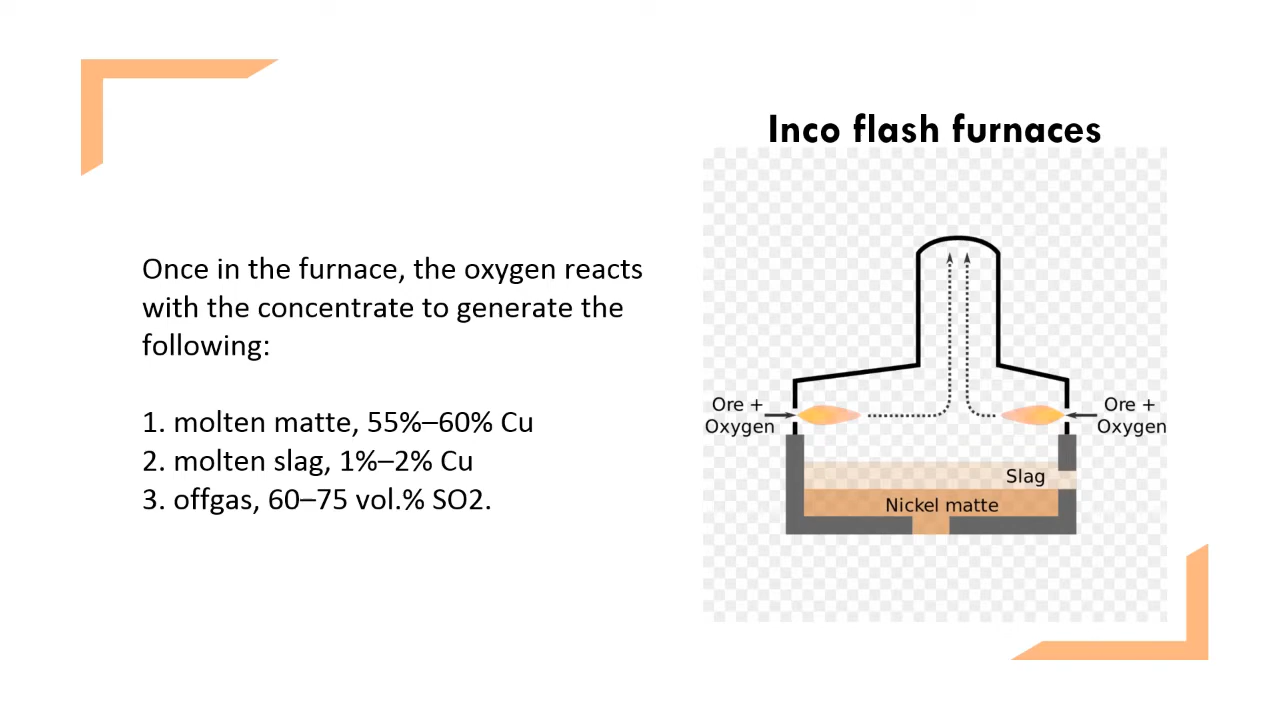 Inco flash furnaces
Once in the furnace, the oxygen reacts
with the concentrate to generate the
following:
1. molten matte, 55%–60% Cu
2. molten slag, 1%–2% Cu
3. offgas, 60–75 vol.% SO2.
Ore +
Oxygen
Ore +
Oxygen
Slag
Nickel matte